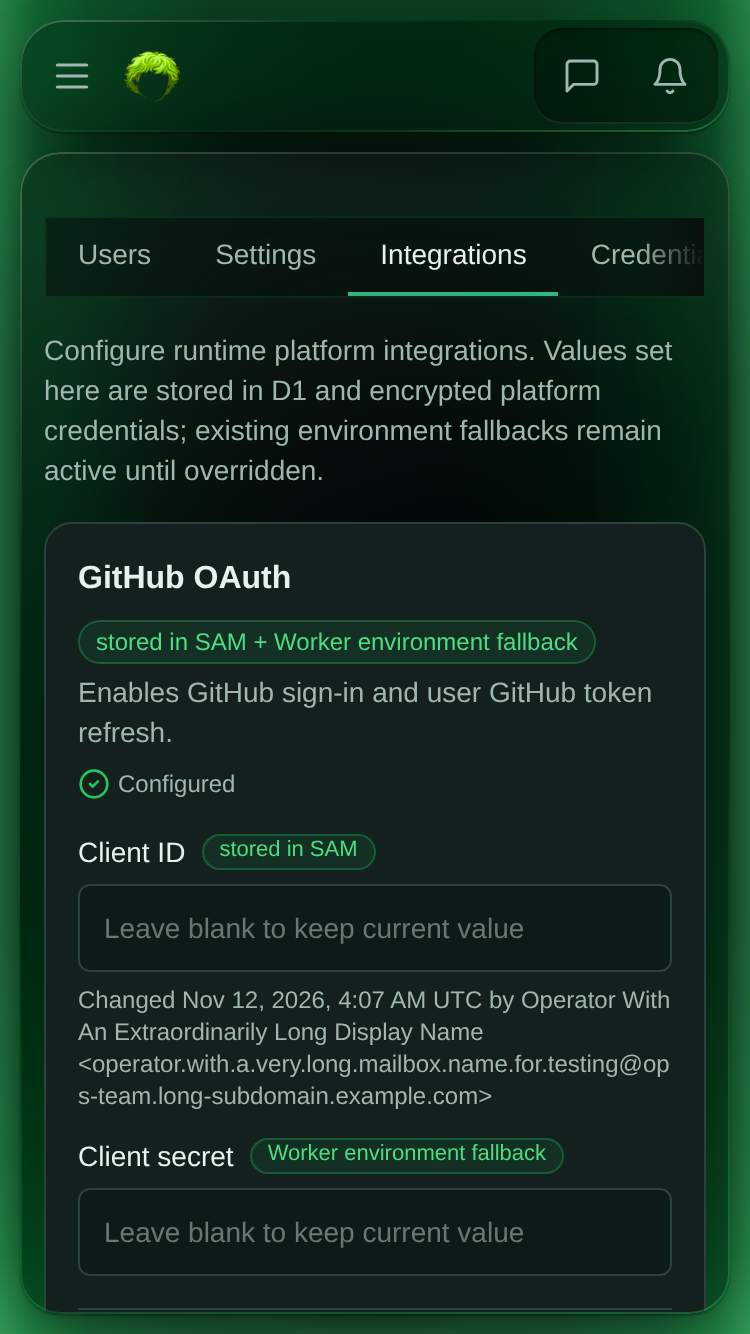 Users Settings Integrations Credentia
Configure runtime platform integrations. Values set
here are stored in D1 and encrypted platform
credentials; existing environment fallbacks remain
active until overridden.
GitHub OAuth
stored in SAM + Worker environment fallback
Enables GitHub sign-in and user GitHub token
refresh.
Configured
Client ID stored in SAM
Leave blank to keep current value
Changed Nov 12, 2026, 4:07 AM UTC by Operator With
An Extraordinarily Long Display Name
<operator.with.a.very.long.mailbox.name.for.testing@op
s-team.long-subdomain.example.com>
Client secret Worker environment fallback
Leave blank to keep current value